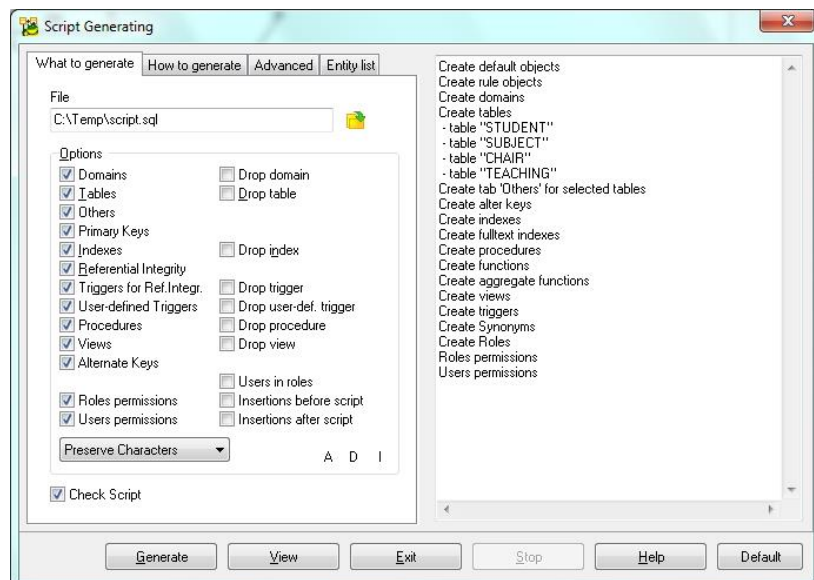 Script Generating
What to generate How to generate Advanced Entity list
File
C:\Temp\script.sql
Options
Domains Drop domain
Tables Drop table
Others
Primary Keys
Indexes Drop index
Referential Integrity
Triggers for Ref.Integr. Drop trigger
User-defined Triggers Drop user-def. trigger
Procedures Drop procedure
Views Drop view
Alternate Keys
Users in roles
Roles permissions Insertions before script
Users permissions Insertions after script
Preserve Characters A D I
Check Script
Create default objects
Create rule objects
Create domains
Create tables
- table "STUDENT"
- table "SUBJECT"
- table "CHAIR"
- table "TEACHING"
Create tab 'Others' for selected tables
Create alter keys
Create indexes
Create fulltext indexes
Create procedures
Create functions
Create aggregate functions
Create views
Create triggers
Create Synonyms
Create Roles
Roles permissions
Users permissions
Generate View Exit Stop Help Default